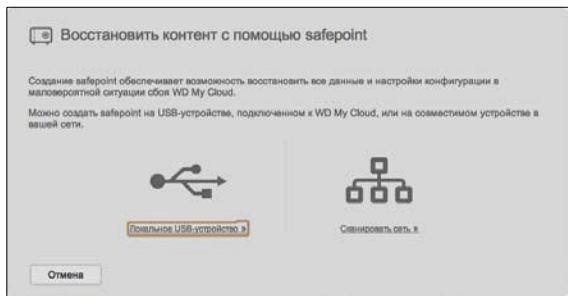 Восстановить контент с помощью safepoint
Создание safepoint обеспечивает возможность восстановить все данные и настройки конфигурации в
маловероятной ситуации сбоя WD My Cloud.
Можно создать safepoint на USB-устройстве, подключенном к WD My Cloud, или на совместимом устройстве в
вашей сети.
Локальное USB-устройство »
Сканировать сеть »
Отмена